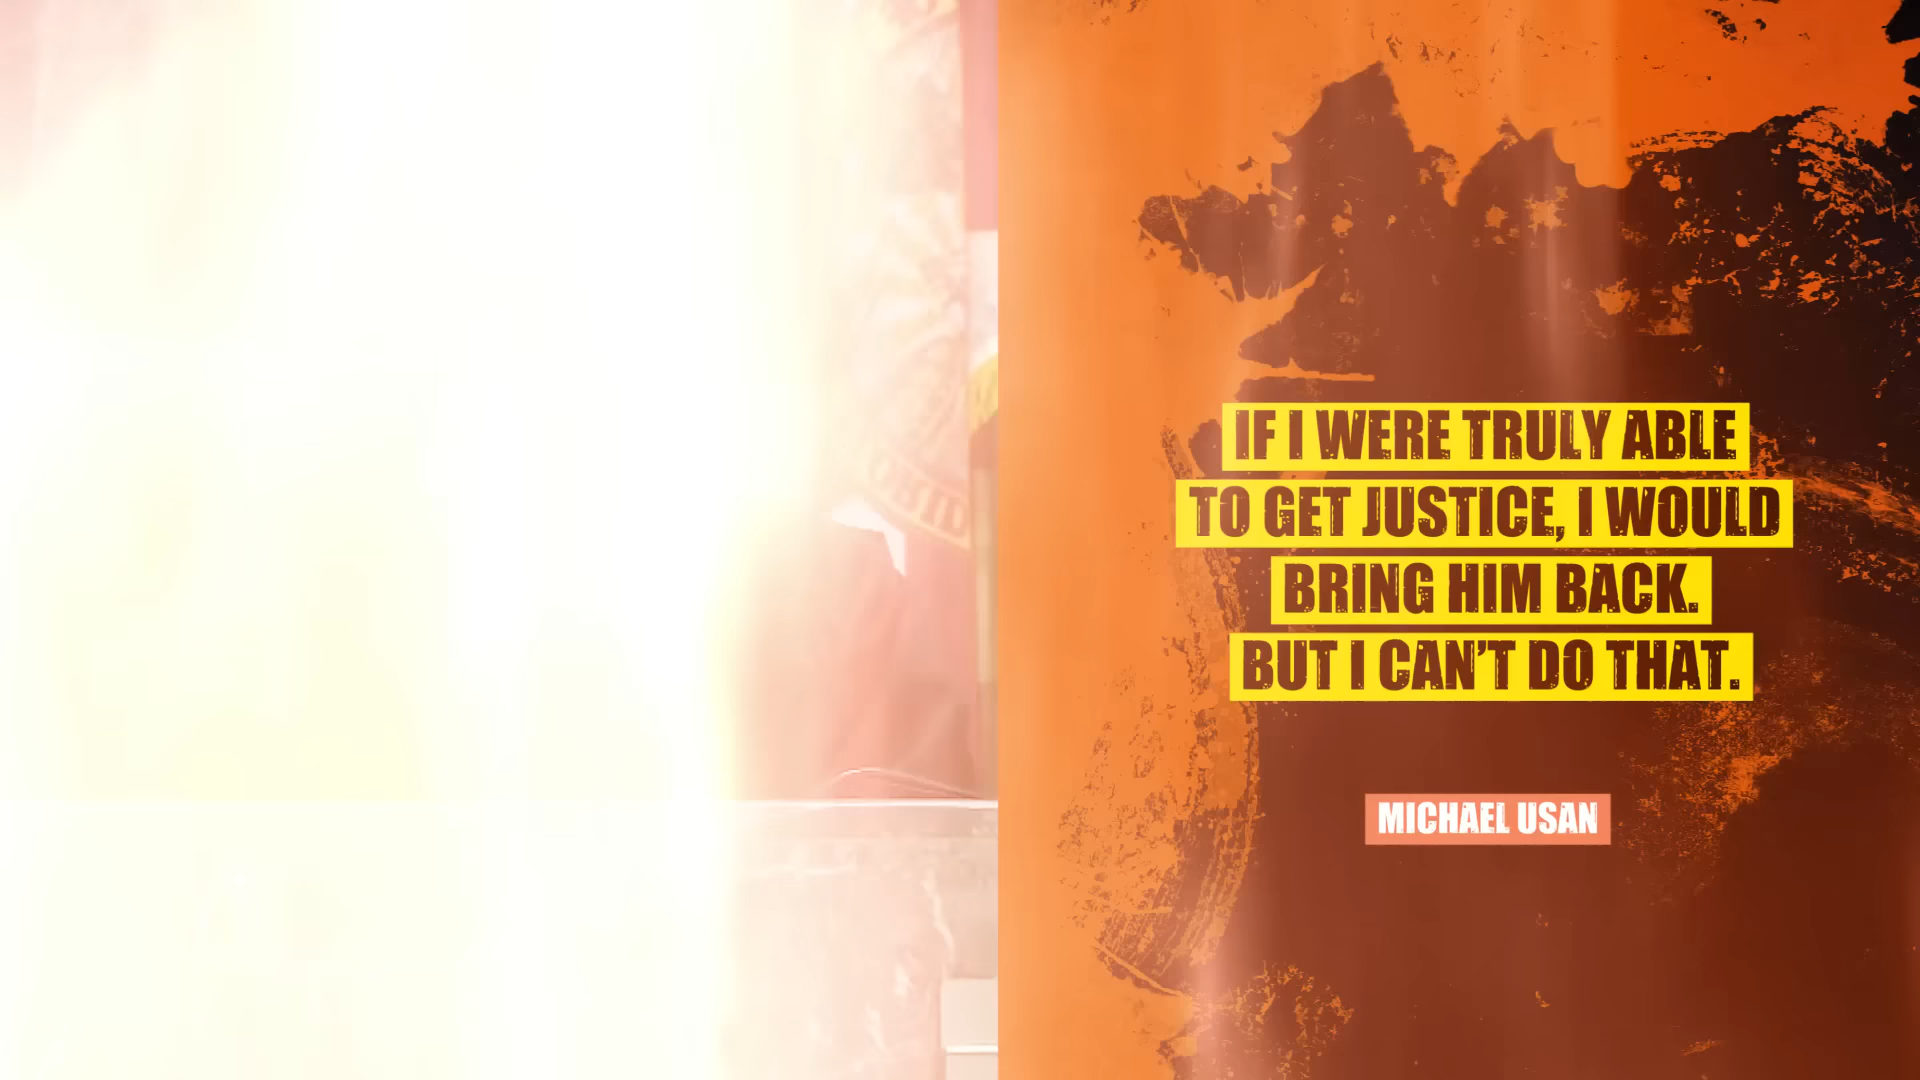 IF I WERE TRULY ABLE
TO GET JUSTICE, I WOULD
BRING HIM BACK.
BUT I CAN'T DO THAT.
MICHAEL USAN